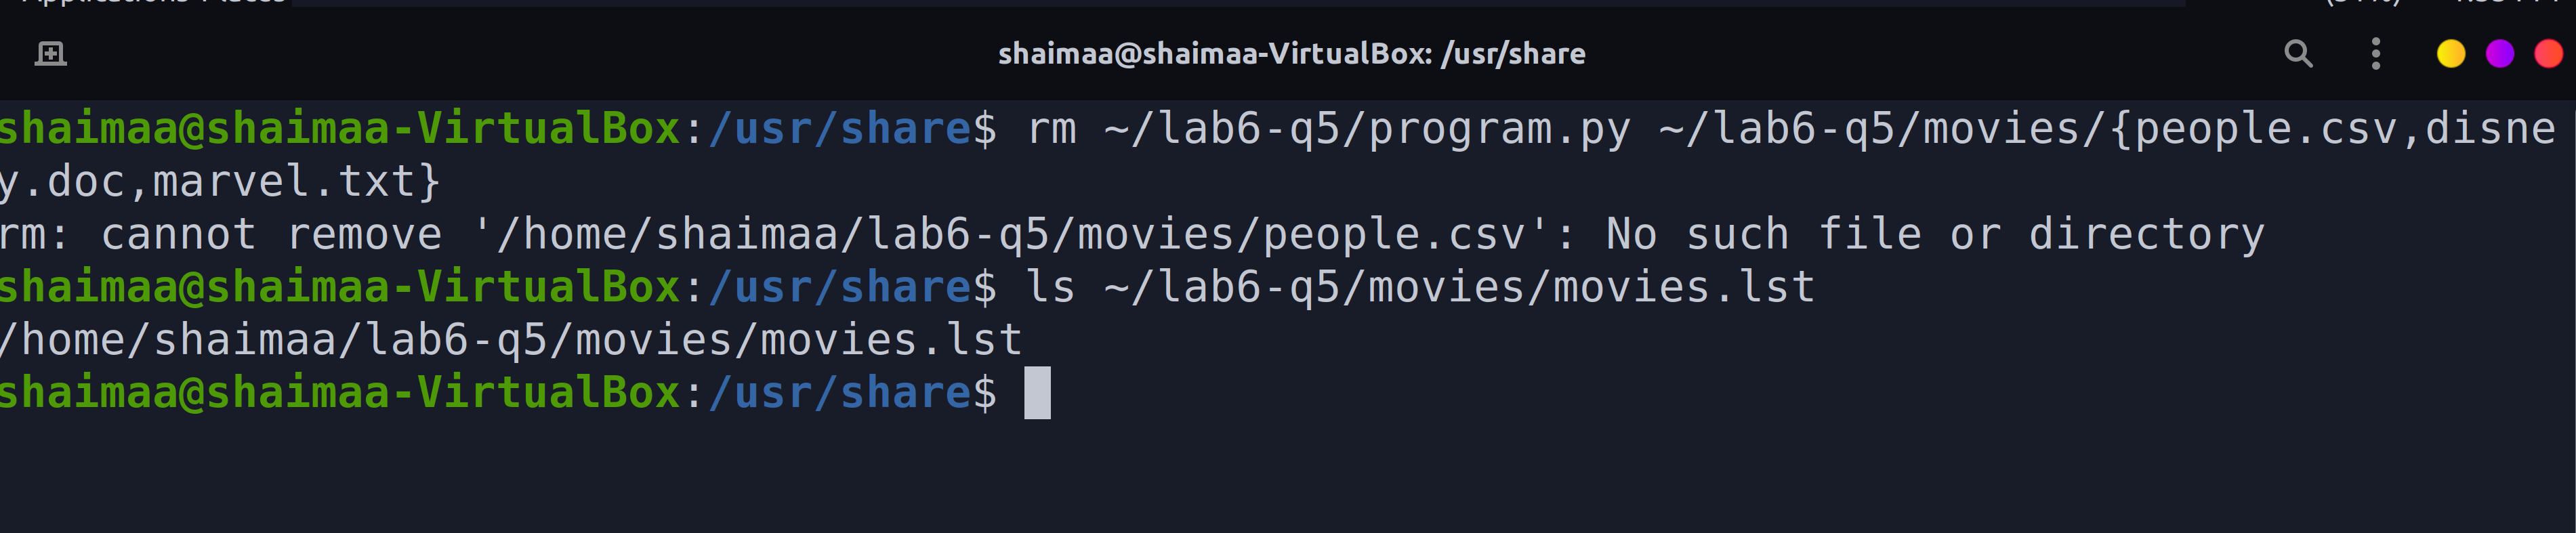 shaimaa@shaimaa-VirtualBox: /usr/share
shaimaa@shaimaa-VirtualBox:/usr/share$ rm ~/lab6-q5/program.py ~/lab6-q5/movies/{people.csv,disne
y.doc,marvel.txt}
rm: cannot remove '/home/shaimaa/lab6-q5/movies/people.csv': No such file or directory
shaimaa@shaimaa-VirtualBox:/usr/share$ ls ~/lab6-q5/movies/movies.lst
/home/shaimaa/lab6-q5/movies/movies.lst
shaimaa@shaimaa-VirtualBox:/usr/share$